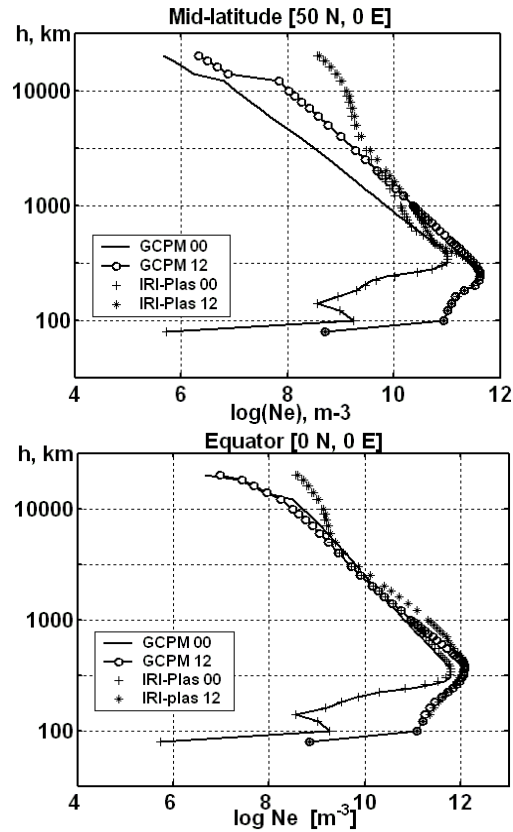 Mid-latitude [50 N, 0 E]
h, km
10000
1000
100
GCPM 00
GCPM 12
IRI-Plas 00
IRI-Plas 12
4 6 8 10 12
log(Ne), m-3
Equator [0 N, 0 E]
h, km
10000
1000
100
GCPM 00
GCPM 12
IRI-Plas 00
IRI-plas 12
4 6 8 10 12
log Ne [m⁻³]